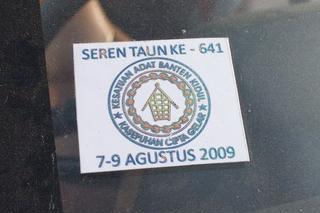 SEREN TAUN KE - 641
KESATUAN ADAT BANTEN KIDUL
KASEPUHAN CIPTA GELAR
7-9 AGUSTUS 2009